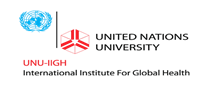 UNITED NATIONS
UNIVERSITY
UNU-IIGH
International Institute For Global Health